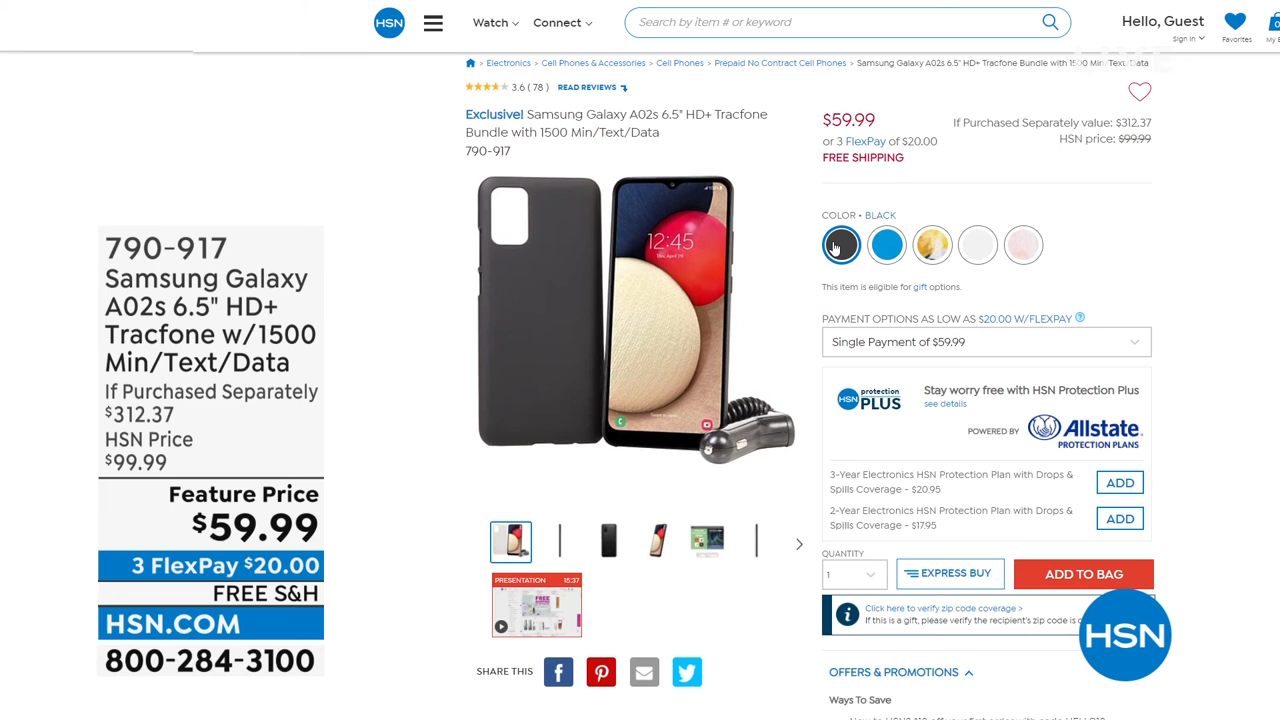 HSN
Watch
Connect
Search by item # or keyword
Hello, Guest
Sign In
Favorites
0
Electronics > Cell Phones & Accessories > Cell Phones > Prepaid No Contract Cell Phones > Samsung Galaxy A02s 6.5" HD+ Tracfone Bundle with 1500 Min/Text/Data
3.6 ( 78 ) READ REVIEWS
Exclusive! Samsung Galaxy A02s 6.5" HD+ Tracfone
Bundle with 1500 Min/Text/Data
790-917
12:45
$59.99
If Purchased Separately value: $312.37
or 3 FlexPay of $20.00
HSN price: $99.99
FREE SHIPPING
COLOR • BLACK
This item is eligible for gift options.
PAYMENT OPTIONS AS LOW AS $20.00 W/FLEXPAY ?
Single Payment of $59.99
HSN protection PLUS
Stay worry free with HSN Protection Plus
see details
POWERED BY Allstate.
PROTECTION PLANS
3-Year Electronics HSN Protection Plan with Drops &
Spills Coverage - $20.95
ADD
2-Year Electronics HSN Protection Plan with Drops &
Spills Coverage - $17.95
ADD
QUANTITY
1
EXPRESS BUY
ADD TO BAG
Click here to verify zip code coverage >
If this is a gift, please verify the recipient's zip code is
HSN
OFFERS & PROMOTIONS
Ways To Save
PRESENTATION 15:37
SHARE THIS
790-917
Samsung Galaxy
A02s 6.5" HD+
Tracfone w/1500
Min/Text/Data
If Purchased Separately
$312.37
HSN Price
$99.99
Feature Price
$59.99
3 FlexPay $20.00
FREE S&H
HSN.COM
800-284-3100